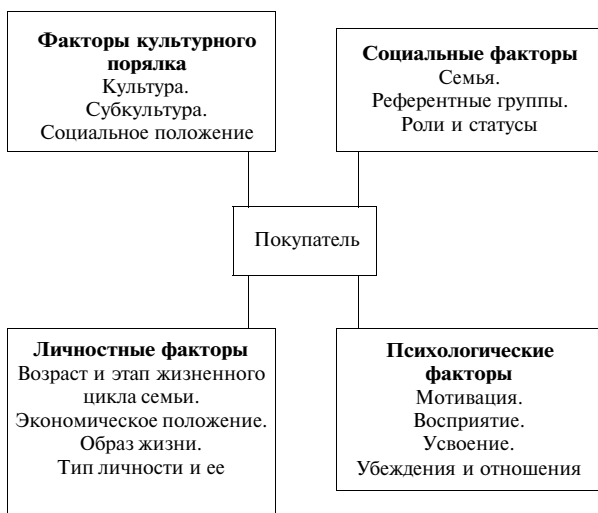 Факторы культурного
порялка
Культура.
Субкультура.
Социальное положение
Социальные факторы
Семья.
Референтные группы.
Роли и статусы
Покупатель
Личностные факторы
Возраст и этап жизненного
цикла семьи.
Экономическое положение.
Образ жизни.
Тип личности и ее
Психологические
факторы
Мотивация.
Восприятие.
Усвоение.
Убеждения и отношения